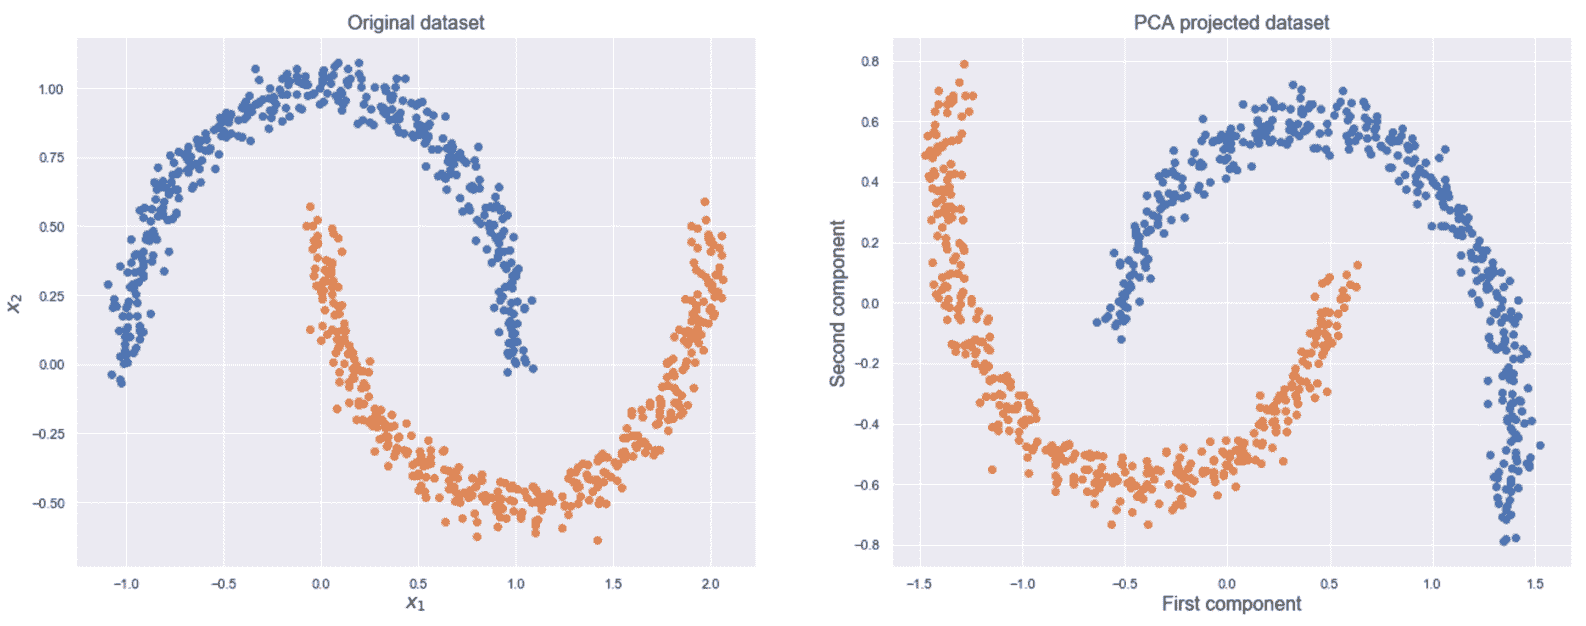 Original dataset
1.00
0.75
0.50
0.25
0.00
−0.25
−0.50
x₂
−1.0 −0.5 0.0 0.5 1.0 1.5 2.0
x₁
PCA projected dataset
0.8
0.6
0.4
0.2
0.0
−0.2
−0.4
−0.6
−0.8
Second component
−1.5 −1.0 −0.5 0.0 0.5 1.0 1.5
First component